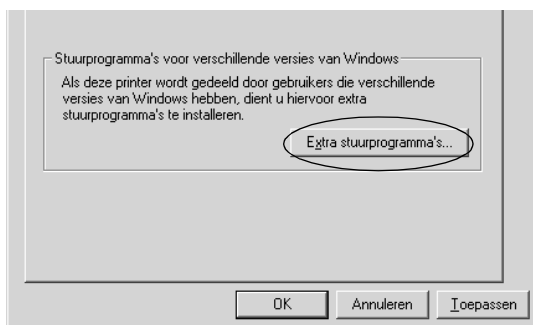 Stuurprogramma's voor verschillende versies van Windows
Als deze printer wordt gedeeld door gebruikers die verschillende
versies van Windows hebben, dient u hiervoor extra
stuurprogramma's te installeren.
Extra stuurprogramma's...
OK
Annuleren
Toepassen